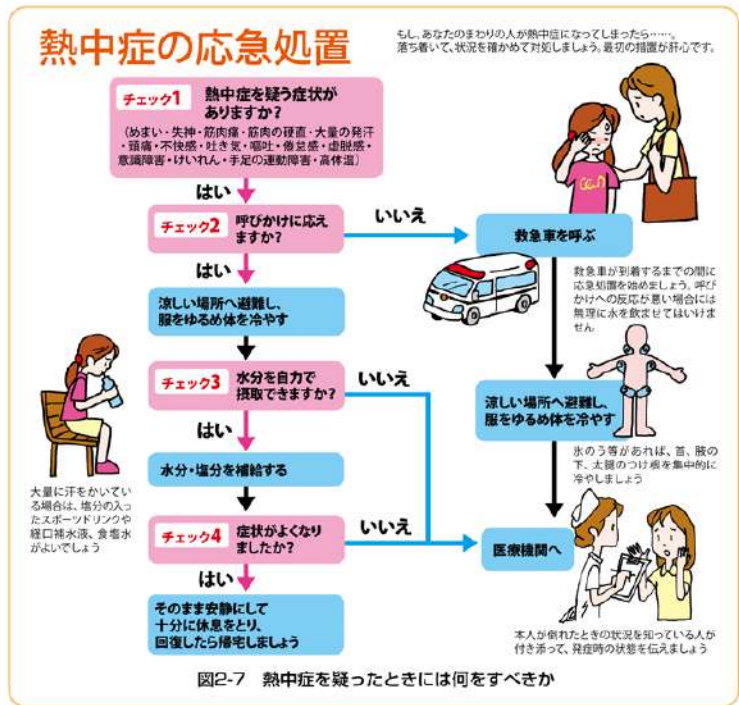 熱中症の応急処置
もし、あなたのまわりの人が熱中症になってしまったら……。
落ち着いて、状況を確かめて対処しましょう。最初の措置が肝心です。
チェック1
熱中症を疑う症状が
ありますか?
(めまい・失神・筋肉痛・筋肉の硬直・大量の発汗・
頭痛・不快感・吐き気・嘔吐・倦怠感・虚脱感・
意識障害・けいれん・手足の運動障害・高体温)
はい
チェック2
呼びかけに応え
ますか?
いいえ
救急車を呼ぶ
救急車が到着するまでの間に
応急処置を始めましょう。呼び
かけへの反応が悪い場合には
無理に水を飲ませてはいけま
せん
はい
涼しい場所へ避難し、
服をゆるめ体を冷やす
涼しい場所へ避難し、
服をゆるめ体を冷やす
氷のう等があれば、首、腋の
下、太腿のつけ根を集中的に
冷やしましょう
チェック3
水分を自力で
摂取できますか?
いいえ
はい
水分・塩分を補給する
大量に汗をかいてい
る場合は、塩分の入っ
たスポーツドリンクや
経口補水液、食塩水
がよいでしょう
チェック4
症状がよくなり
ましたか?
いいえ
医療機関へ
はい
そのまま安静にして
十分に休息をとり、
回復したら帰宅しましょう
本人が倒れたときの状況を知っている人が
付き添って、発症時の状態を伝えましょう
図2-7 熱中症を疑ったときには何をすべきか